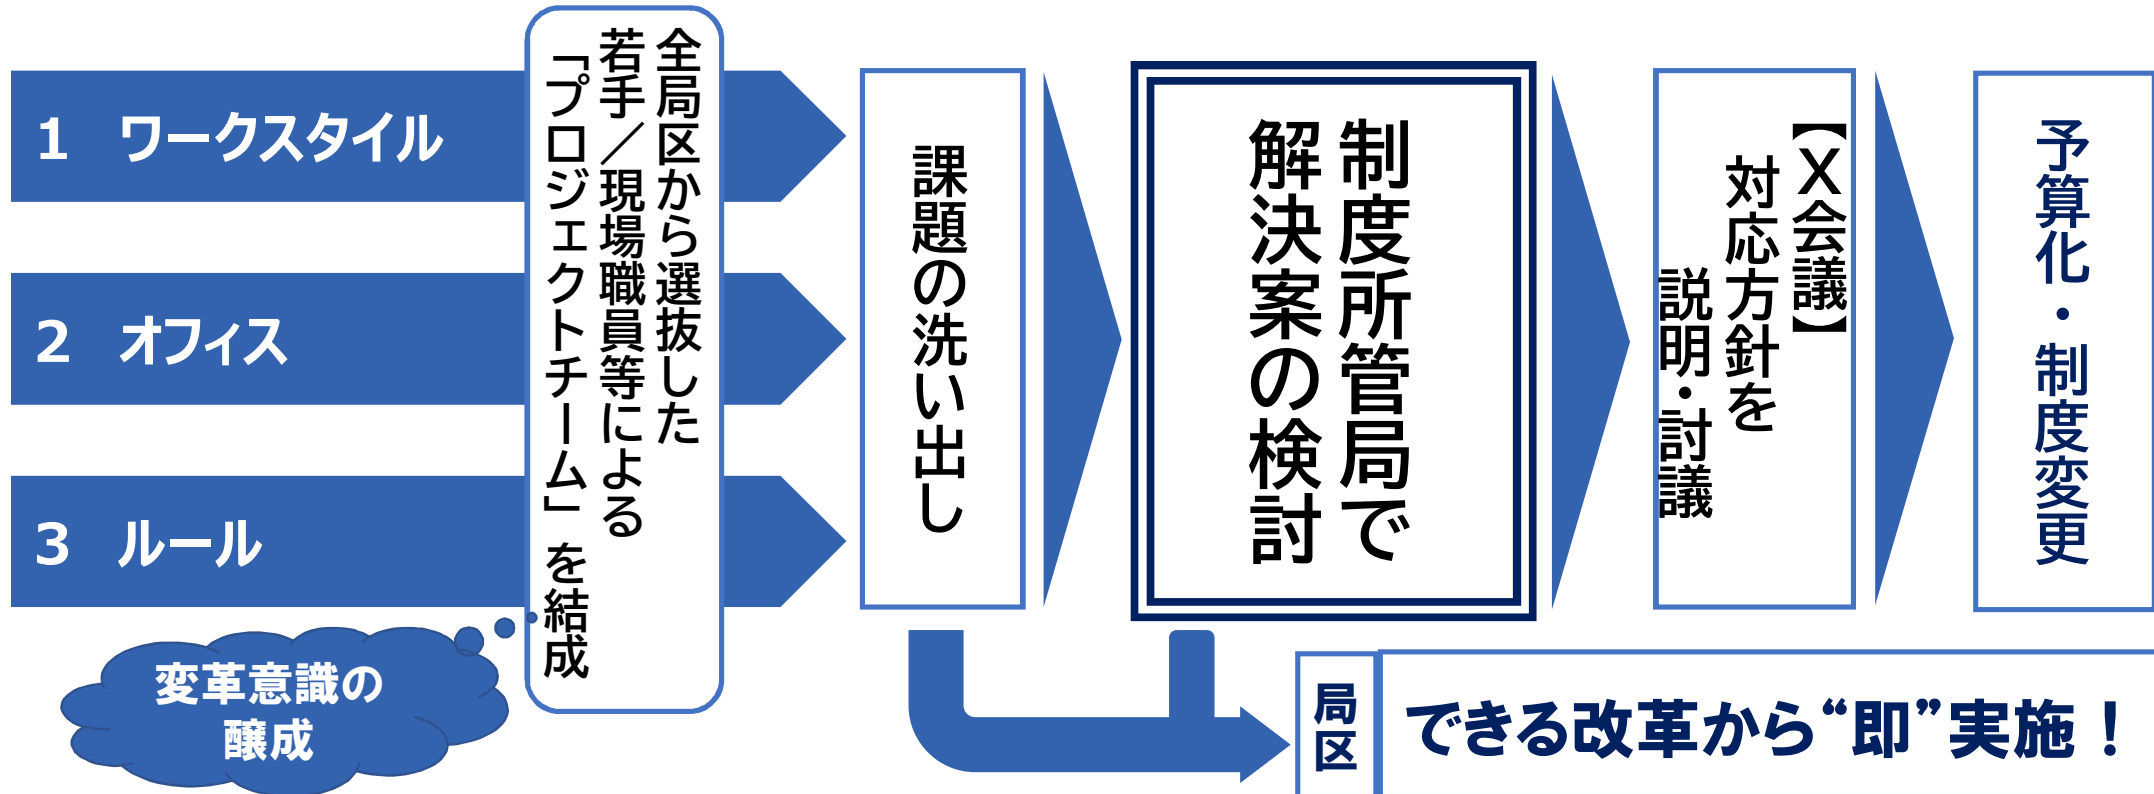 1 ワークスタイル
2 オフィス
3 ルール
変革意識の
醸成
全局区から選抜した
若手／現場職員等による
「プロジェクトチーム」を結成
課題の洗い出し
制度所管局で
解決案の検討
【X会議】
対応方針を
説明・討議
予算化・制度変更
局区
できる改革から“即”実施！